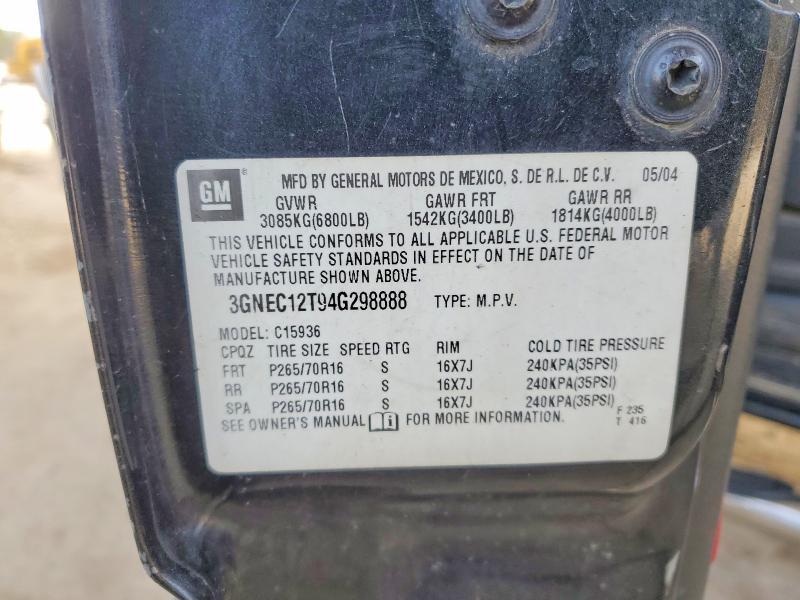 GM
MFD BY GENERAL MOTORS DE MEXICO, S. DE R.L. DE C.V. 05/04
GVWR GAWR FRT GAWR RR
3085KG(6800LB) 1542KG(3400LB) 1814KG(4000LB)
THIS VEHICLE CONFORMS TO ALL APPLICABLE U.S. FEDERAL MOTOR
VEHICLE SAFETY STANDARDS IN EFFECT ON THE DATE OF
MANUFACTURE SHOWN ABOVE.
3GNEC12T94G298888 TYPE: M.P.V.
MODEL: C15936
CPQZ TIRE SIZE SPEED RTG RIM COLD TIRE PRESSURE
FRT P265/70R16 S 16X7J 240KPA(35PSI)
RR P265/70R16 S 16X7J 240KPA(35PSI)
SPA P265/70R16 S 16X7J 240KPA(35PSI)
SEE OWNER'S MANUAL FOR MORE INFORMATION.
F 235
T 416